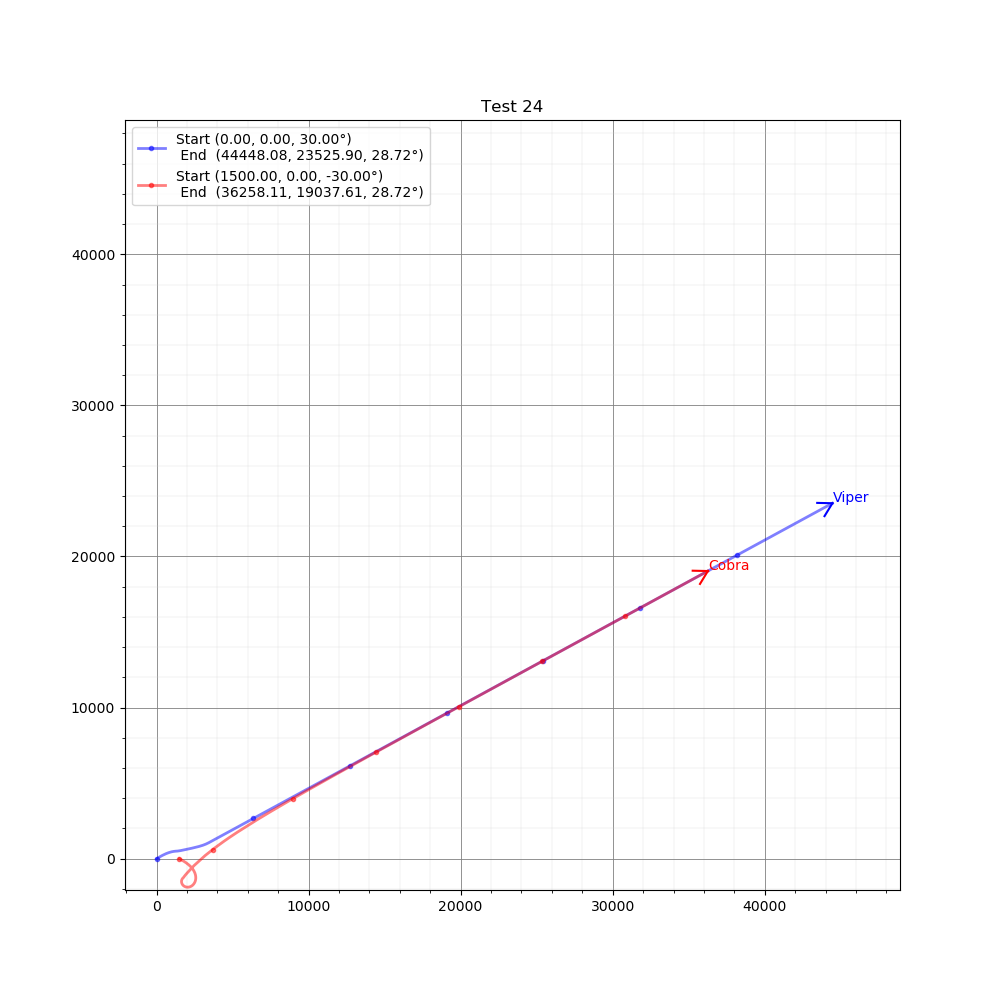 Test 24
Start (0.00, 0.00, 30.00°)
End  (44448.08, 23525.90, 28.72°)
Start (1500.00, 0.00, -30.00°)
End  (36258.11, 19037.61, 28.72°)
40000
30000
20000
10000
0
Viper
Cobra
0 10000 20000 30000 40000